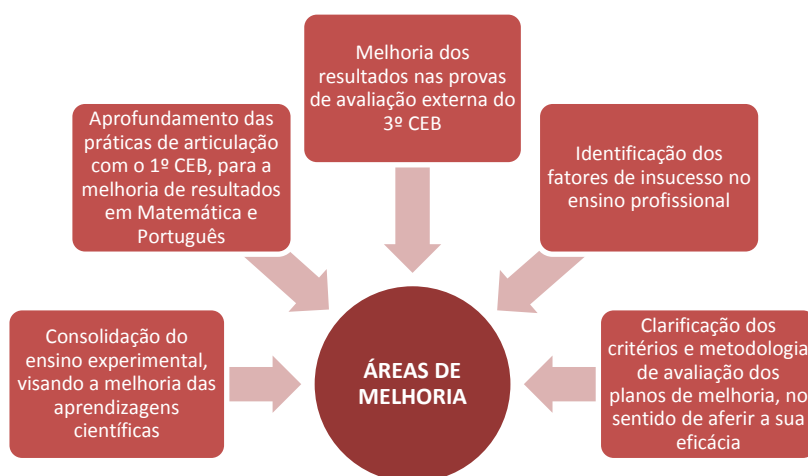 Melhoria dos
resultados nas provas
de avaliação externa do
3º CEB
Aprofundamento das
práticas de articulação
com o 1º CEB, para a
melhoria de resultados
em Matemática e
Português
Identificação dos
fatores de insucesso no
ensino profissional
Consolidação do
ensino experimental,
visando a melhoria das
aprendizagens
científicas
ÁREAS DE
MELHORIA
Clarificação dos
critérios e metodologia
de avaliação dos
planos de melhoria, no
sentido de aferir a sua
eficácia